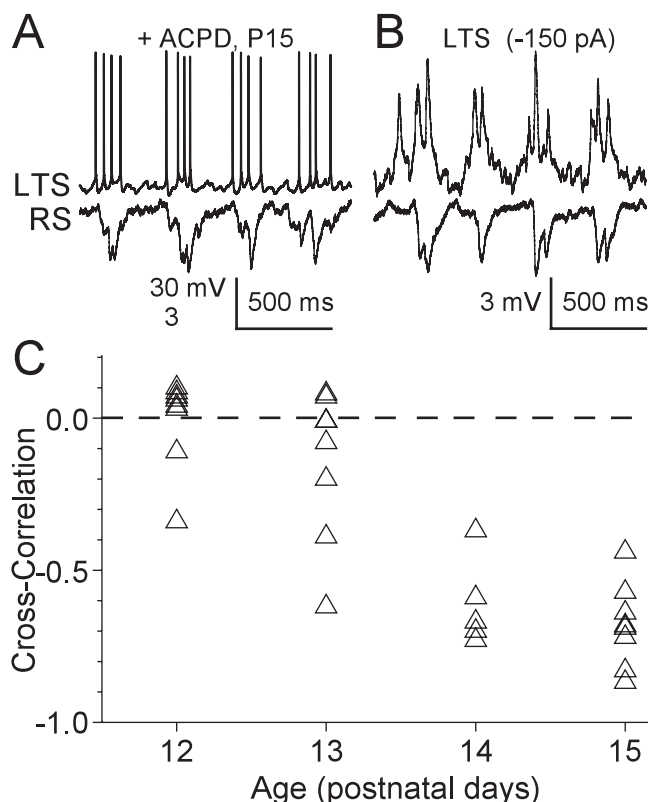 A
+ ACPD, P15
LTS
RS
30 mV
3
500 ms
B
LTS (-150 pA)
3 mV
500 ms
C
Cross-Correlation
0.0
-0.5
-1.0
12 13 14 15
Age (postnatal days)